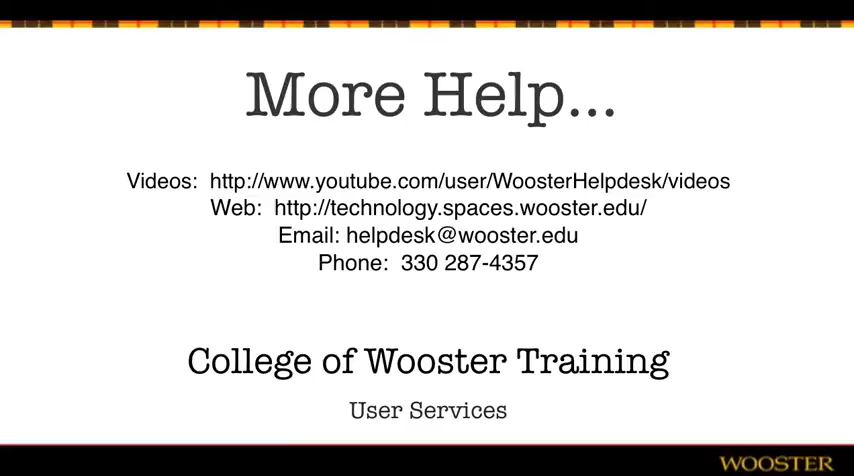 More Help...
Videos:  http://www.youtube.com/user/WoosterHelpdesk/videos
Web:  http://technology.spaces.wooster.edu/
Email: helpdesk@wooster.edu
Phone:  330 287-4357
College of Wooster Training
User Services
WOOSTER